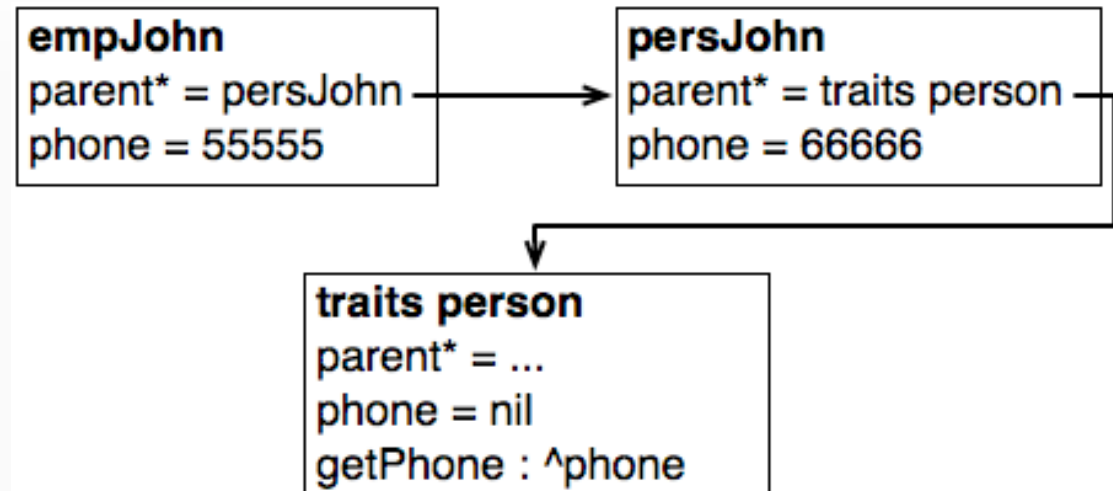 empJohn
parent* = persJohn
phone = 55555
persJohn
parent* = traits person
phone = 66666
traits person
parent* = ...
phone = nil
getPhone : ^phone